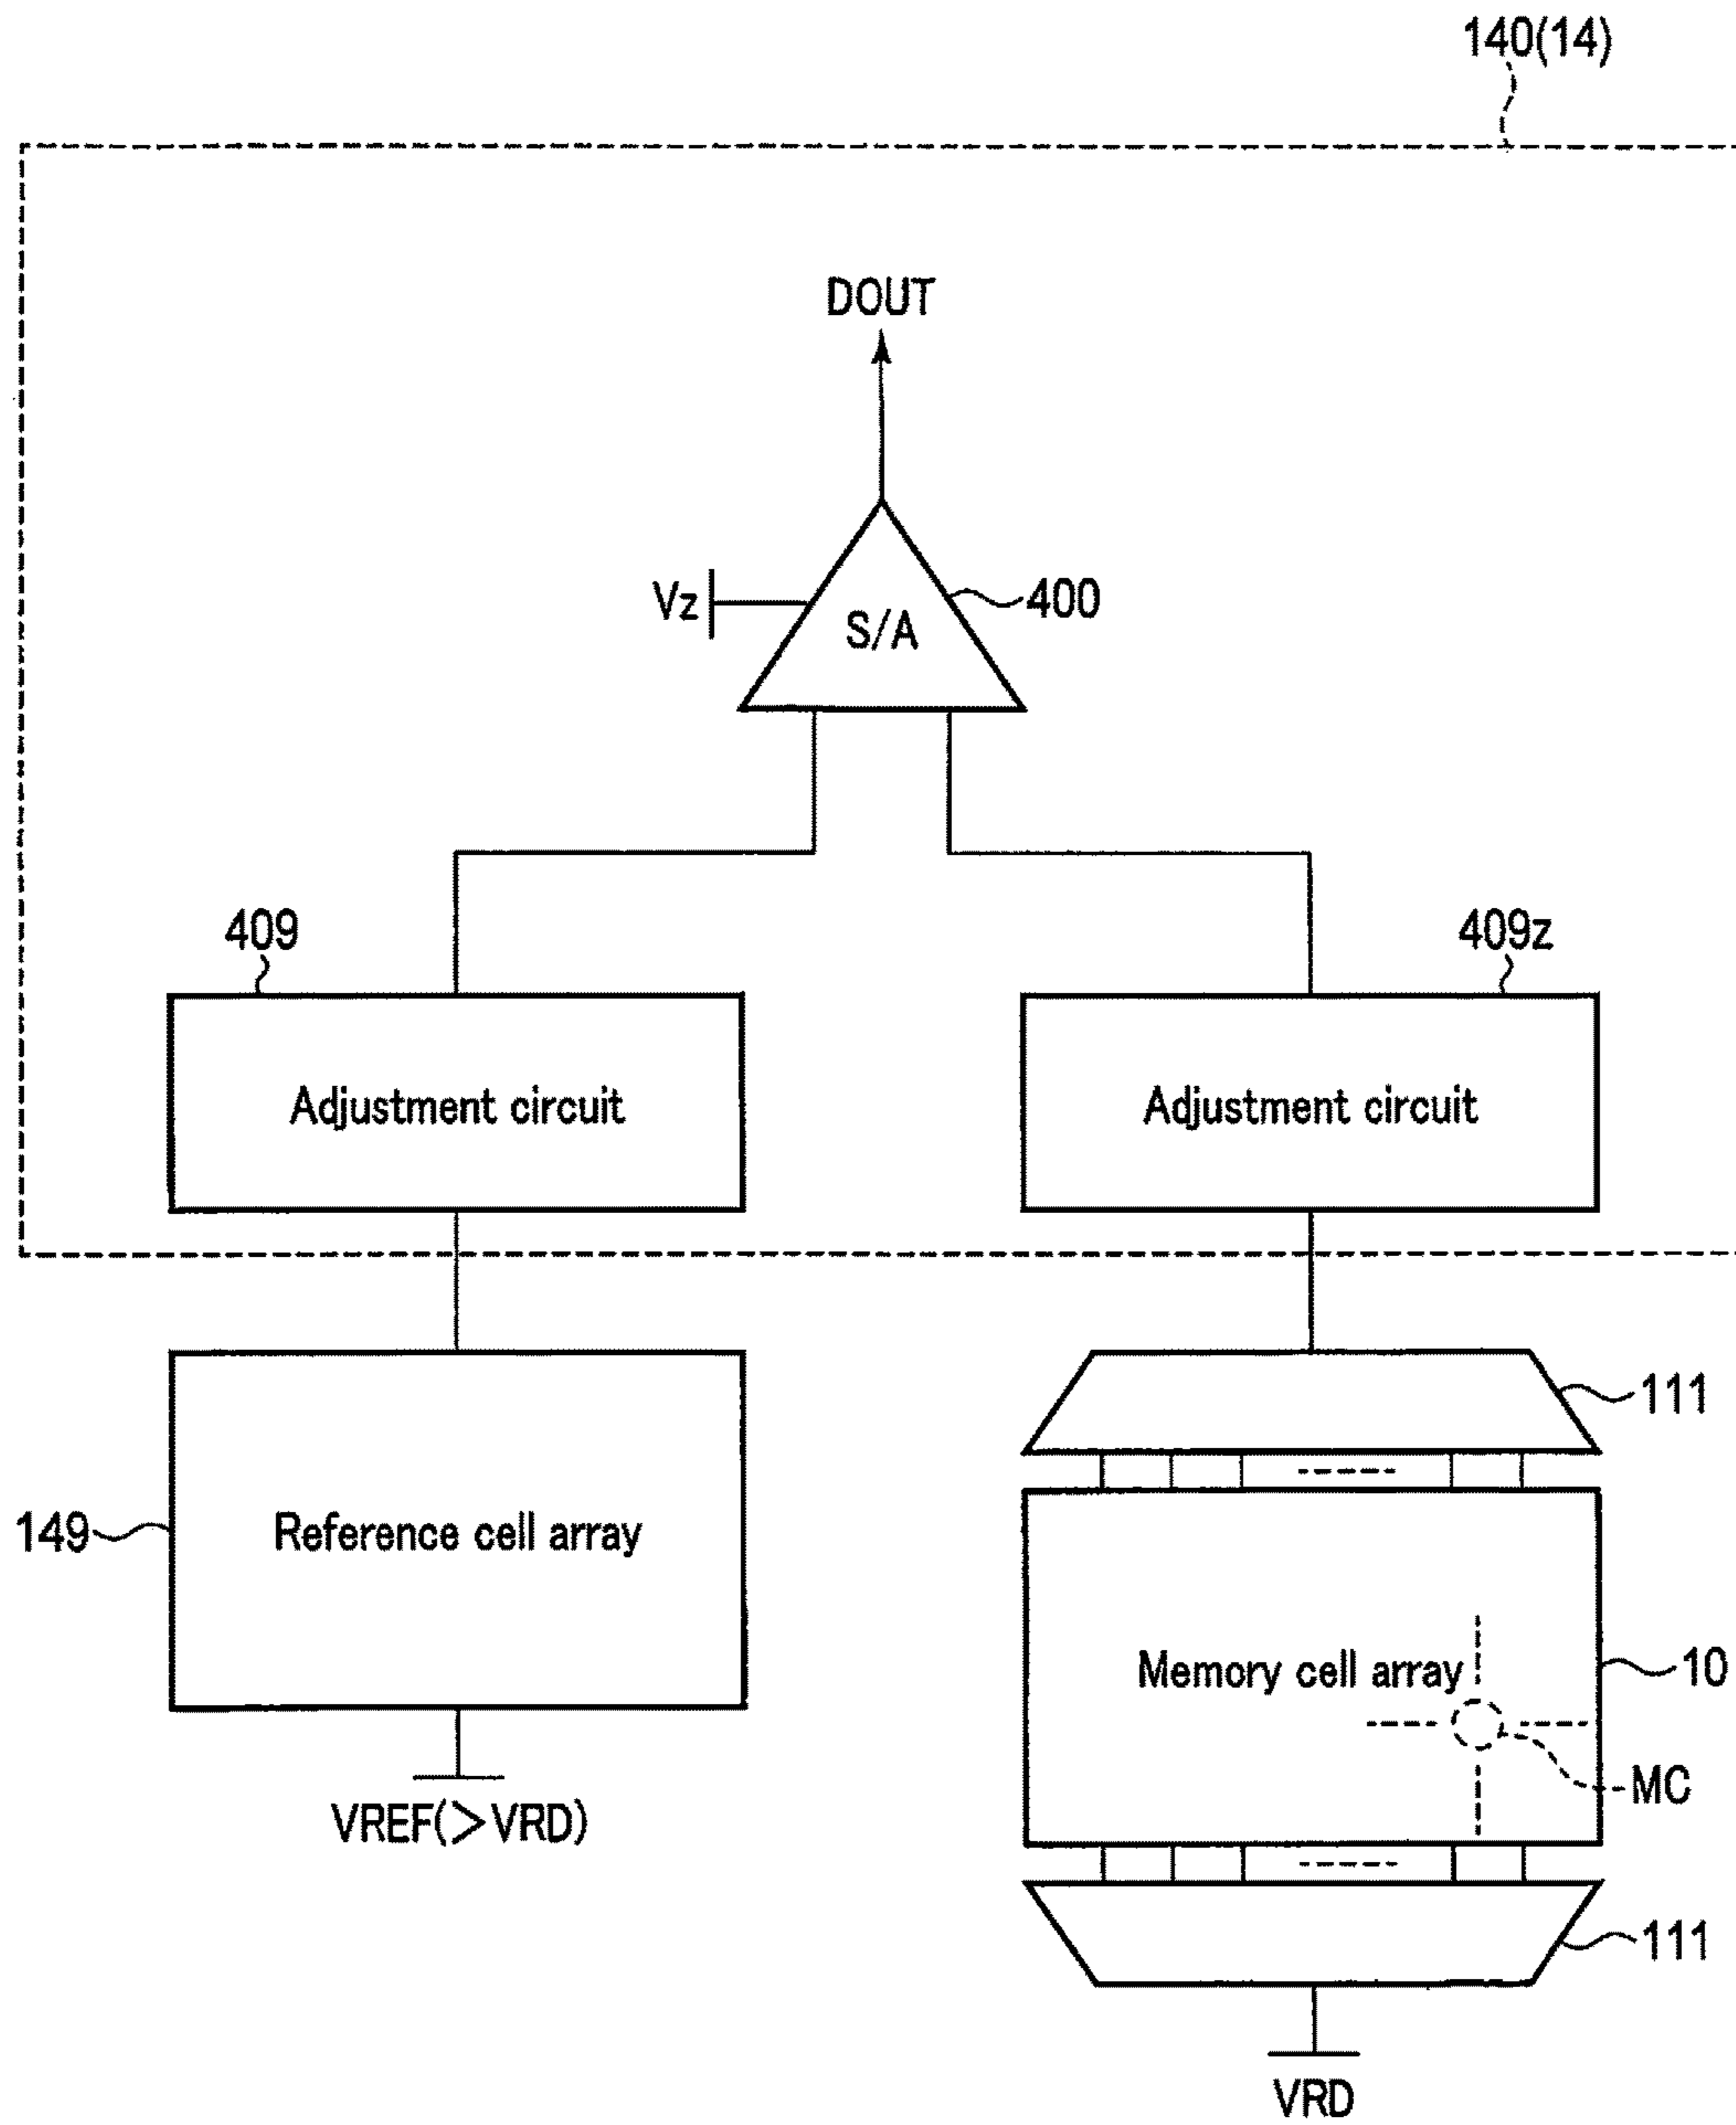 140(14)
DOUT
Vz
S/A
400
409
409z
Adjustment circuit
Adjustment circuit
111
149
Reference cell array
Memory cell array
10
MC
VREF(>VRD)
111
VRD